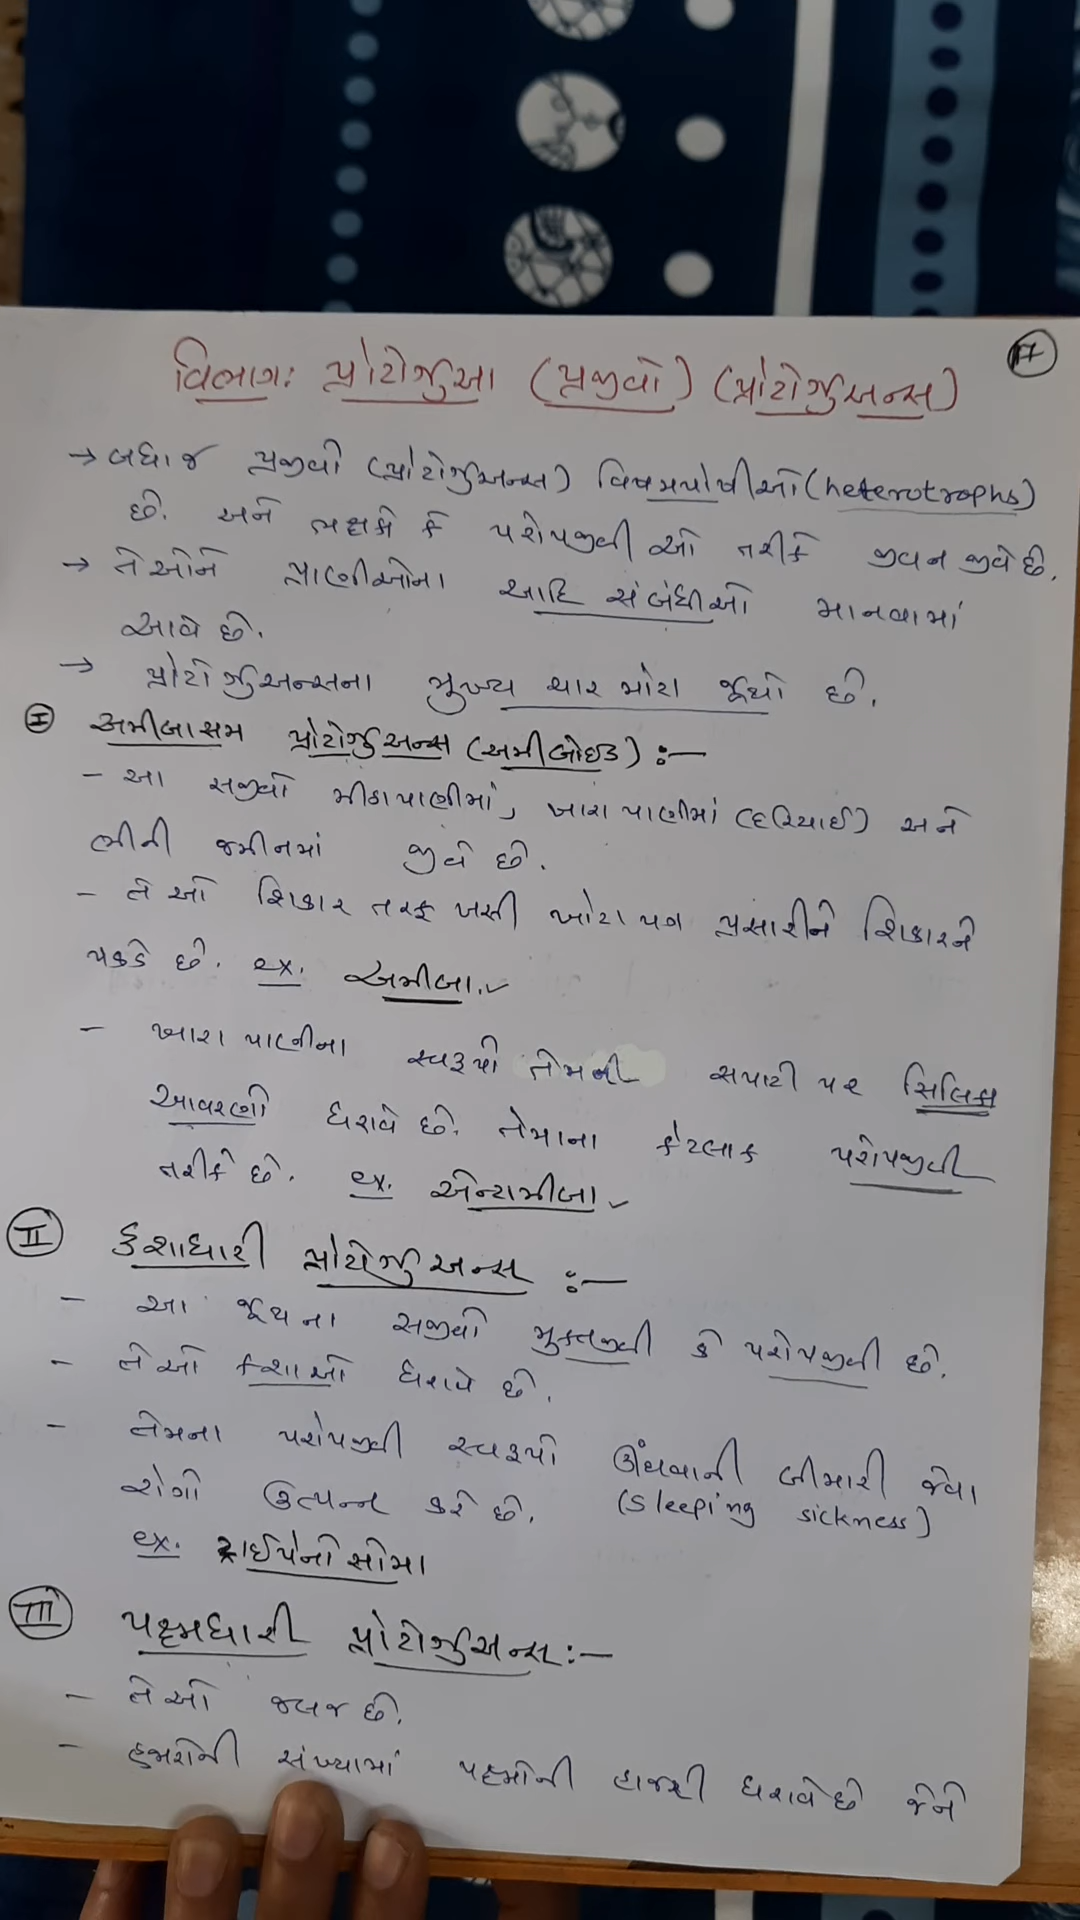 વિભાગ: પ્રોટોઝુઆ (પ્રજીવો) (પ્રોટોઝુઅન્સ)
17
→ બધા જ પ્રજીવો (પ્રોટોઝુઅન્સ) વિષમપોષીઓ (heterotrophs)
છે. અને ભક્ષકો કે પરોપજીવી ઓ તરીકે જીવન જીવે છે.
→ તેઓને પ્રાણીઓના આદિ સંબંધીઓ માનવામાં
આવે છે.
→ પ્રોટોઝુઅન્સના મુખ્ય ચાર મોટા જૂથો છે.
I અમીબાસમ પ્રોટોઝુઅન્સ (અમીબોઇડ) :-
- આ સજીવો મીઠાપાણીમાં, ખારા પાણીમાં (દરિયાઈ) અને
ભીની જમીનમાં જીવે છે.
- તેઓ શિકાર તરફ ખસી ખોટા પગ પ્રસારીને શિકારને
પકડે છે. ex. અમીબા.
- ખારા પાણીના સ્વરૂપો તેમની સપાટી પર સિલિકા
આવરણો ધરાવે છે. તેમાના કેટલાક પરોપજીવી
તરીકે છે. ex. એન્ટામીબા
II કશાધારી પ્રોટોઝુઅન્સ :-
- આ જૂથના સજીવો મુક્તજીવી કે પરોપજીવી છે.
- તેઓ કશાઓ ધરાવે છે.
- તેમના પરોપજીવી સ્વરૂપો ઊંઘવાની બીમારી જેવા
રોગો ઉત્પન્ન કરે છે. (sleeping sickness)
ex. ટ્રાઈપેનોસોમા
III પક્ષ્મધારી પ્રોટોઝુઅન્સ :-
- તેઓ જલજ છે.
- હજારોની સંખ્યામાં પક્ષ્મોની હાજરી ધરાવે છે જેની